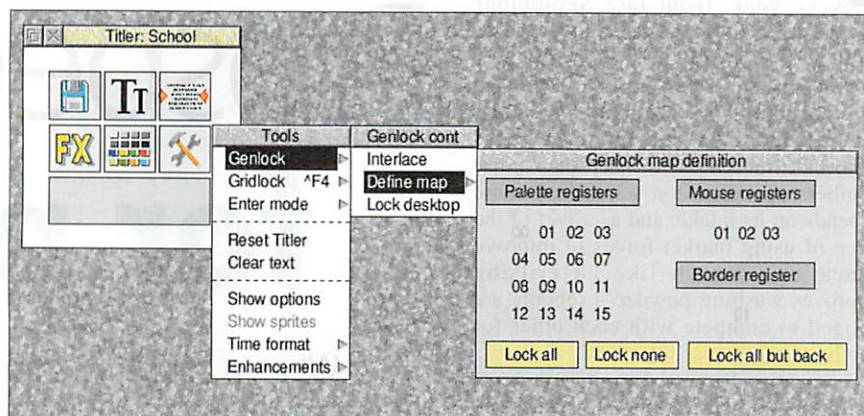 Titler: School
TT
FX
Tools
Genlock
Gridlock ^F4
Enter mode
Reset Titler
Clear text
Show options
Show sprites
Time format
Enhancements
Genlock cont
Interlace
Define map
Lock desktop
Genlock map definition
Palette registers
00 01 02 03
04 05 06 07
08 09 10 11
12 13 14 15
Mouse registers
01 02 03
Border register
01
Lock all
Lock none
Lock all but back